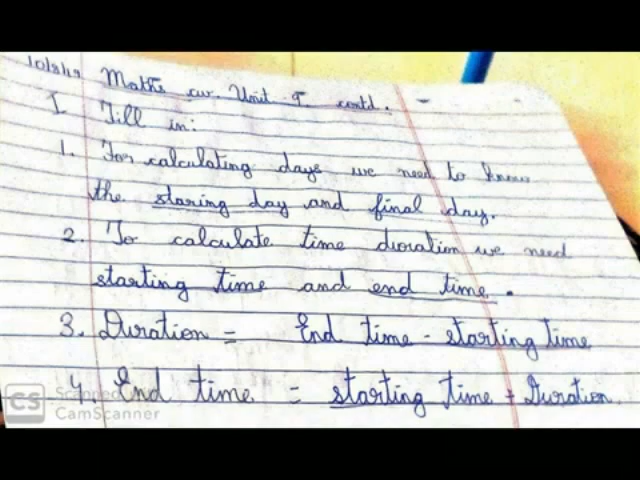 10/8/19 Maths cw. Unit 9 contd.
I Fill in:
1. For calculating days we need to know
the staring day and final day.
2. To calculate time duration we need
starting time and end time.
3. Duration = End time - starting time
4. End time = starting time + Duration.
CS Scanned with
CamScanner